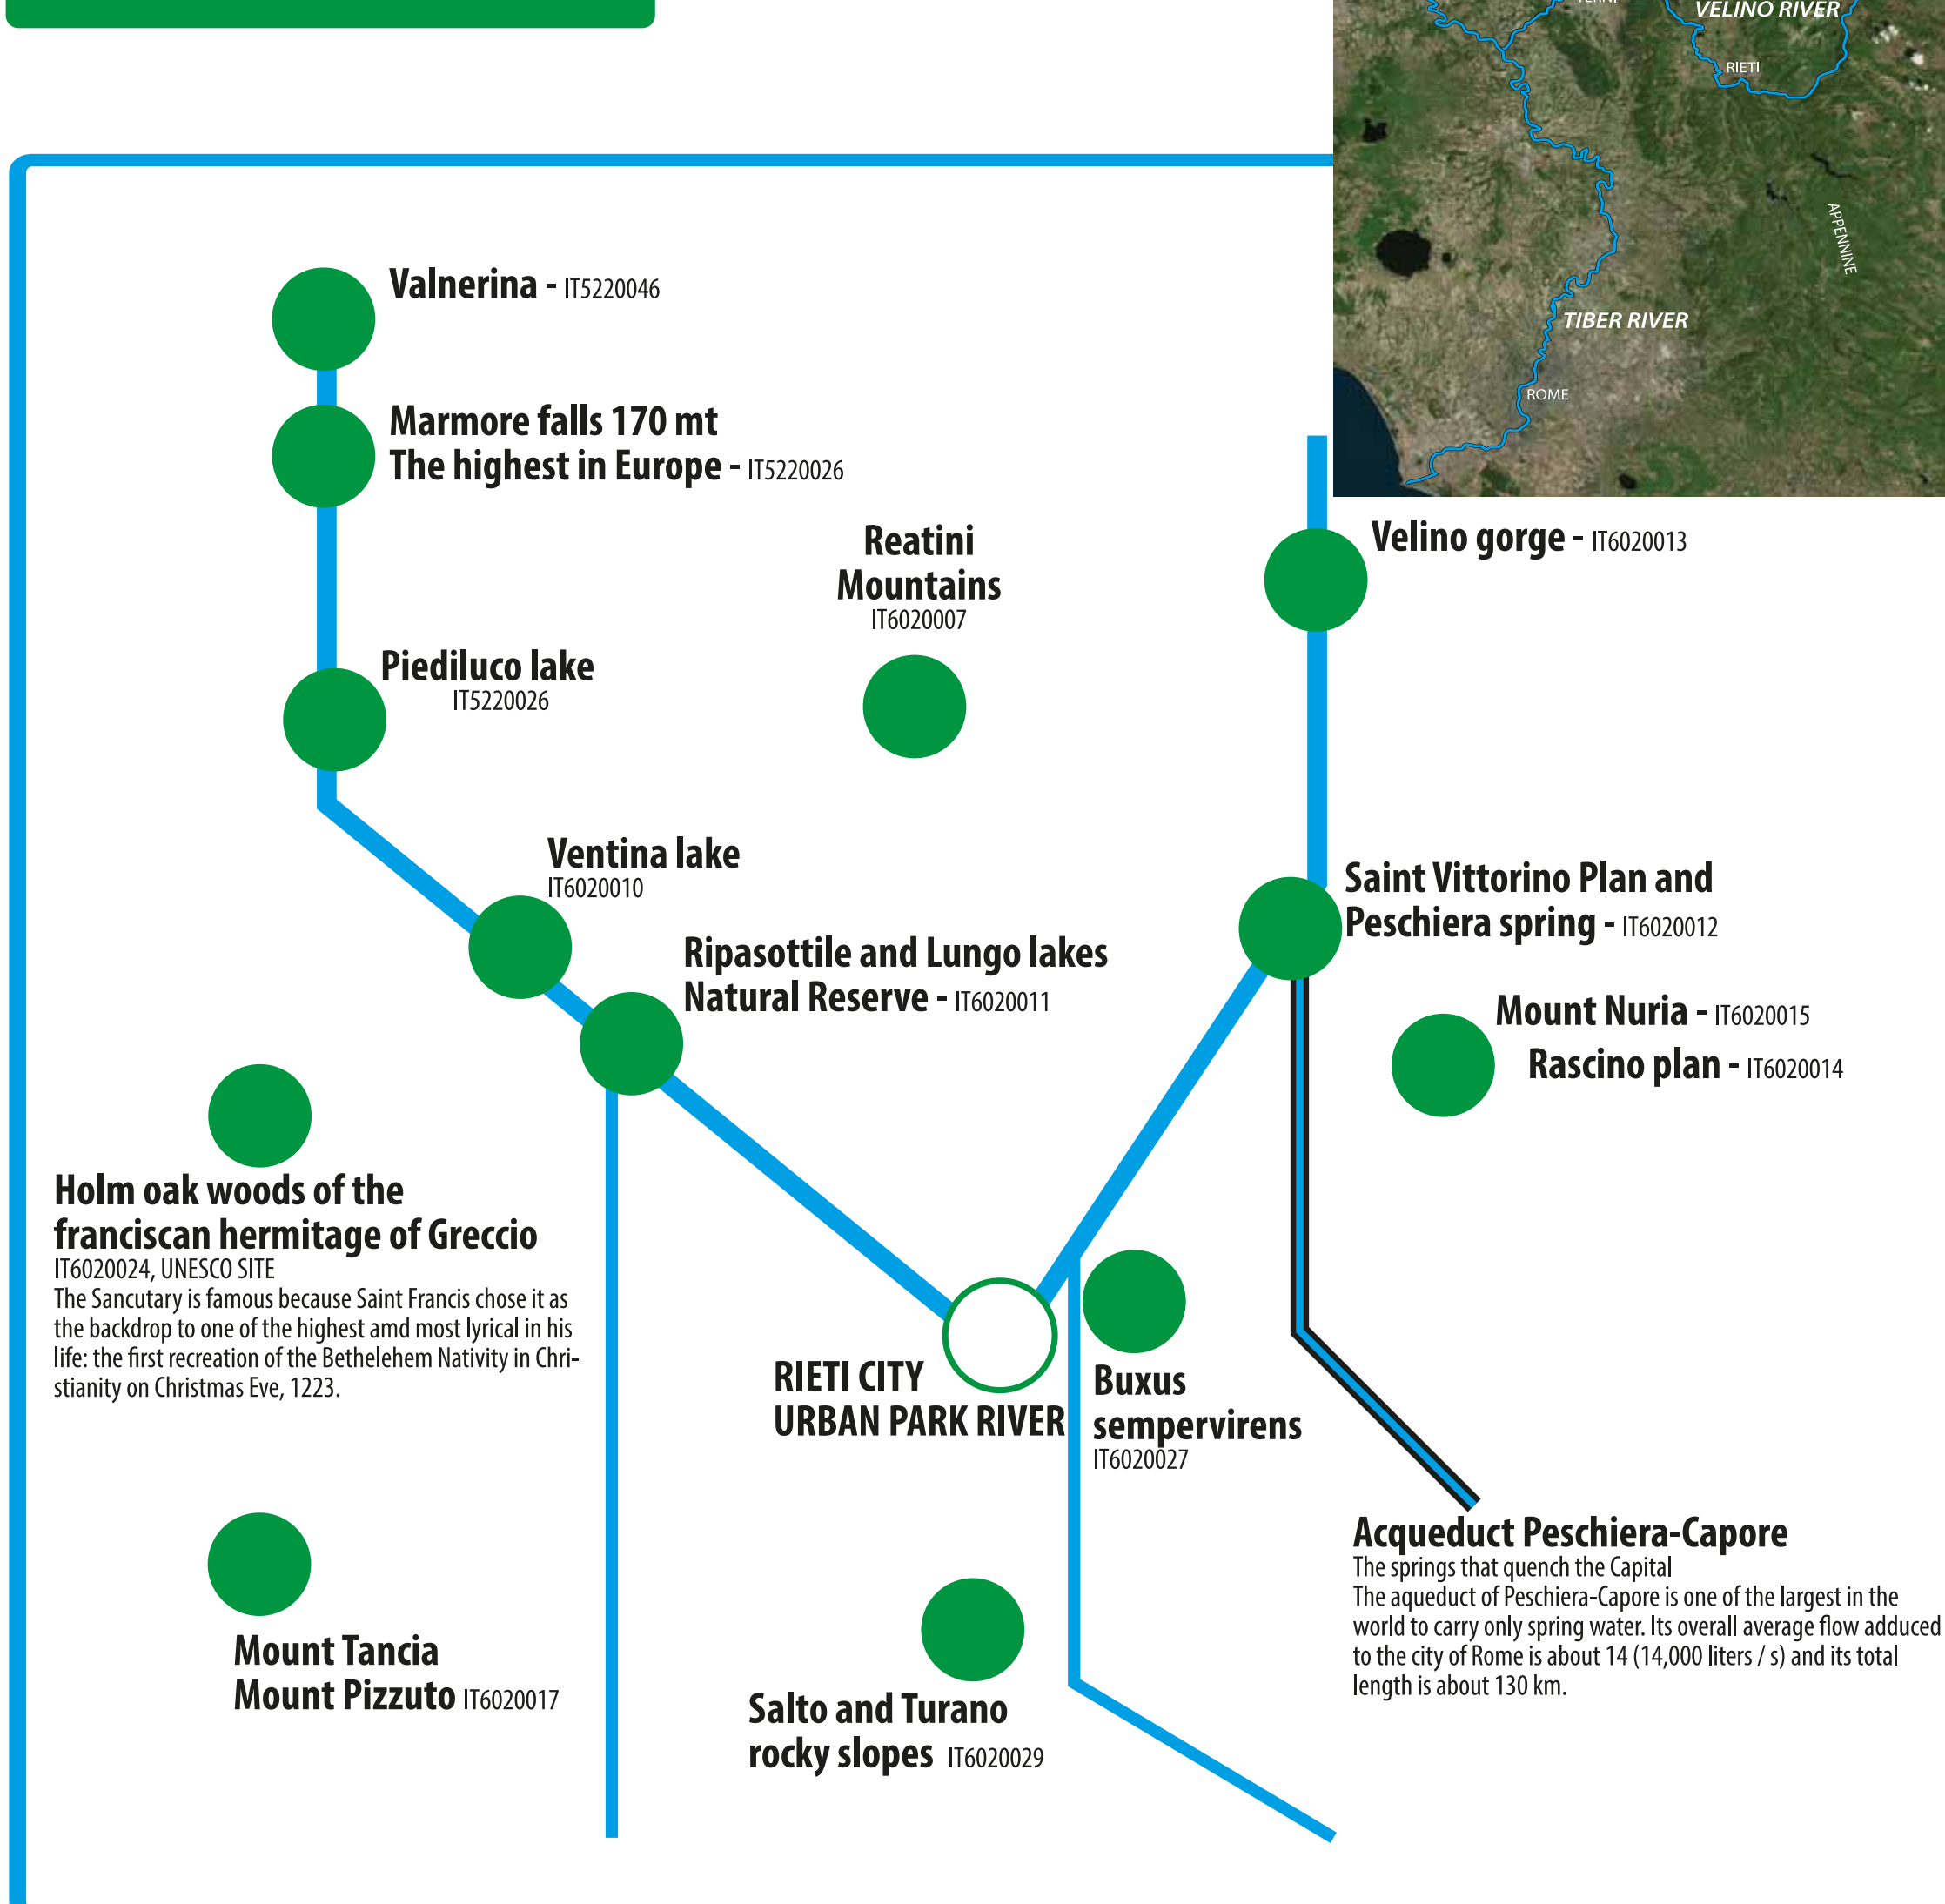 VELINO RIVER
RIETI
APPENNINE
TIBER RIVER
ROME
Valnerina - IT5220046
Marmore falls 170 mt
The highest in Europe - IT5220026
Reatini
Mountains
IT6020007
Velino gorge - IT6020013
Piediluco lake
IT5220026
Ventina lake
IT6020010
Saint Vittorino Plan and
Peschiera spring - IT6020012
Ripasottile and Lungo lakes
Natural Reserve - IT6020011
Mount Nuria - IT6020015
Rascino plan - IT6020014
Holm oak woods of the
franciscan hermitage of Greccio
IT6020024, UNESCO SITE
The Sancutary is famous because Saint Francis chose it as
the backdrop to one of the highest amd most lyrical in his
life: the first recreation of the Bethelehem Nativity in Chri-
stianity on Christmas Eve, 1223.
RIETI CITY
URBAN PARK RIVER
Buxus
sempervirens
IT6020027
Acqueduct Peschiera-Capore
The springs that quench the Capital
The aqueduct of Peschiera-Capore is one of the largest in the
world to carry only spring water. Its overall average flow adduced
to the city of Rome is about 14 (14,000 liters / s) and its total
length is about 130 km.
Mount Tancia
Mount Pizzuto IT6020017
Salto and Turano
rocky slopes IT6020029